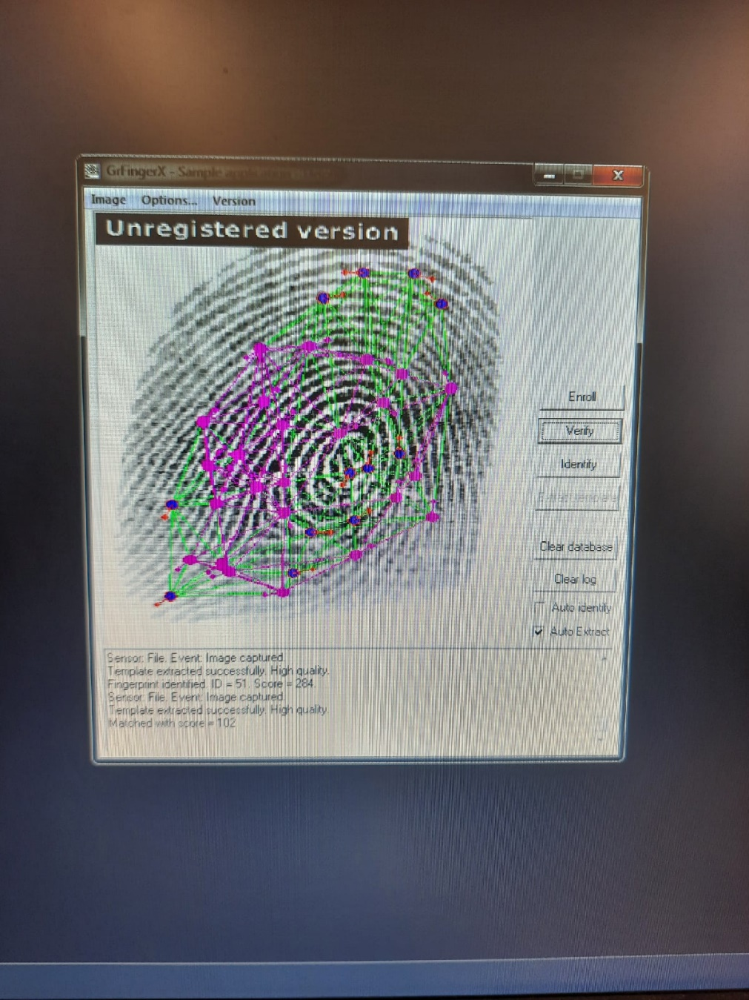 GrFingerX - Sample
Image Options... Version
Unregistered version
Enroll
Verify
Identify
Clear database
Clear log
Auto identify
Auto Extract
Sensor: File. Event: Image captured.
Template extracted successfully. High quality.
Fingerprint identified. ID = 51. Score = 284.
Sensor: File. Event: Image captured.
Template extracted successfully. High quality.
Matched with score = 102